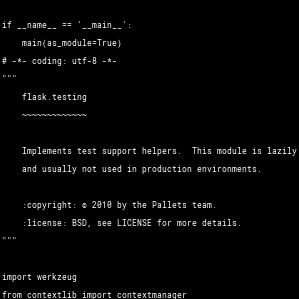 if __name__ == '__main__':
    main(as_module=True)
# -*- coding: utf-8 -*-
"""
    flask.testing
    ~~~~~~~~~~~~~

    Implements test support helpers.  This module is lazily
    and usually not used in production environments.

    :copyright: © 2010 by the Pallets team.
    :license: BSD, see LICENSE for more details.
"""

import werkzeug
from contextlib import contextmanager